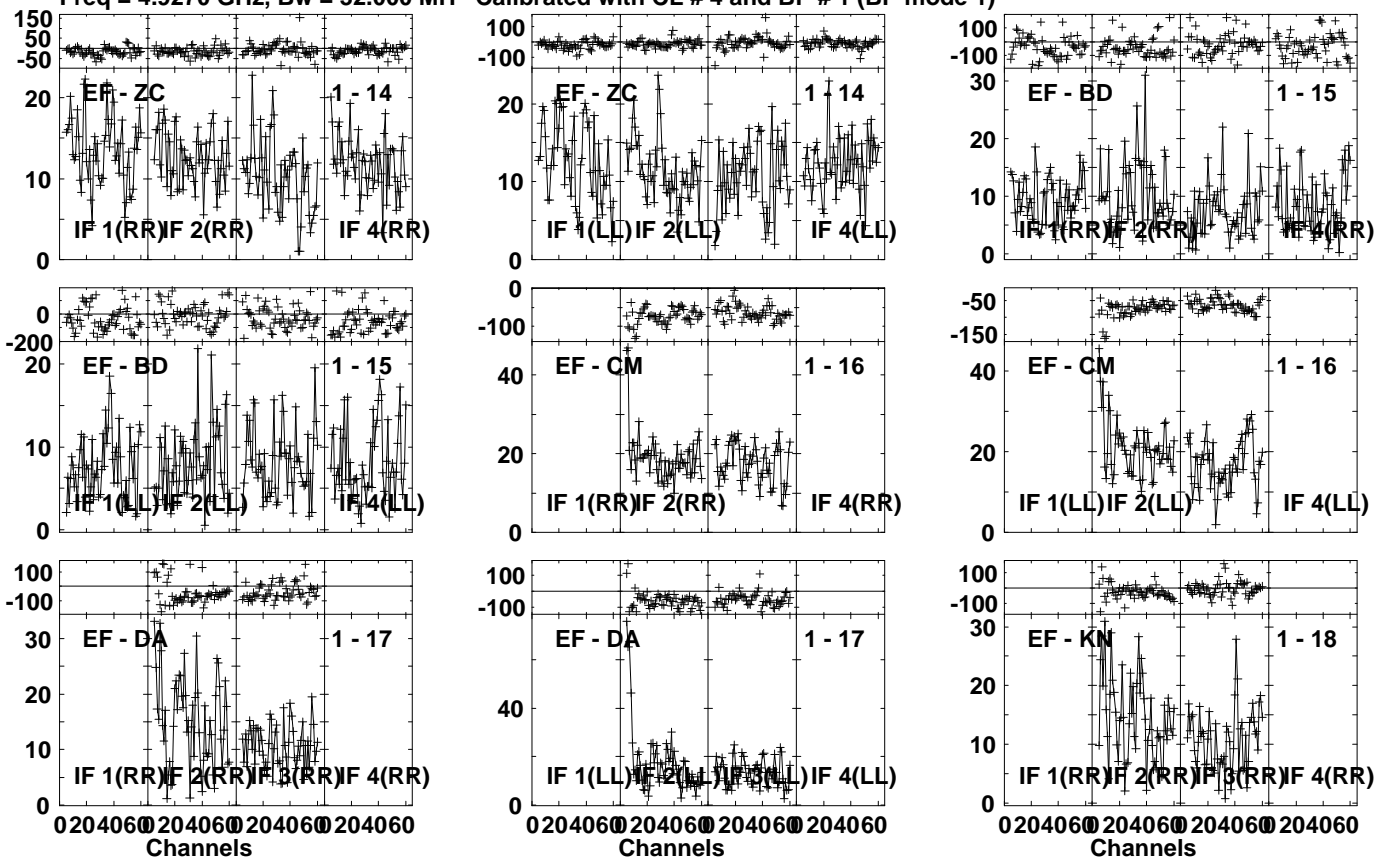 Freq = GHz, Bw = 32.000 MH Calibrated with CL # 4 and BP # 1 (BP mode 1)
150
50
-50
EF - ZC 1 - 14
20
10
0
IF 1(RR) IF 2(RR) IF 4(RR)
100
-100
EF - ZC 1 - 14
20
10
0
IF 1(LL) IF 2(LL) IF 4(LL)
100
-100
EF - BD 1 - 15
30
20
10
0
IF 1(RR) IF 2(RR) IF 4(RR)
0
-200
EF - BD 1 - 15
20
10
0
IF 1(LL) IF 2(LL) IF 4(LL)
0
-100
EF - CM 1 - 16
40
20
0
IF 1(RR) IF 2(RR) IF 4(RR)
-50
-150
EF - CM 1 - 16
40
20
0
IF 1(LL) IF 2(LL) IF 4(LL)
100
-100
EF - DA 1 - 17
30
20
10
0
IF 1(RR) IF 2(RR) IF 3(RR) IF 4(RR)
0 20 40 60 0 20 40 60 0 20 40 60 0 20 40 60
Channels
100
-100
EF - DA 1 - 17
40
0
IF 1(LL) IF 2(LL) IF 3(LL) IF 4(LL)
0 20 40 60 0 20 40 60 0 20 40 60 0 20 40 60
Channels
100
-100
EF - KN 1 - 18
30
20
10
0
IF 1(RR) IF 2(RR) IF 3(RR) IF 4(RR)
0 20 40 60 0 20 40 60 0 20 40 60 0 20 40 60
Channels